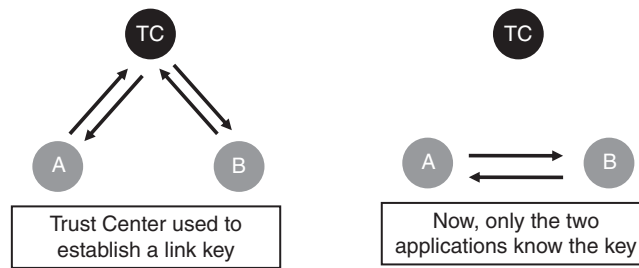 TC
A
B
Trust Center used to
establish a link key
TC
A
B
Now, only the two
applications know the key